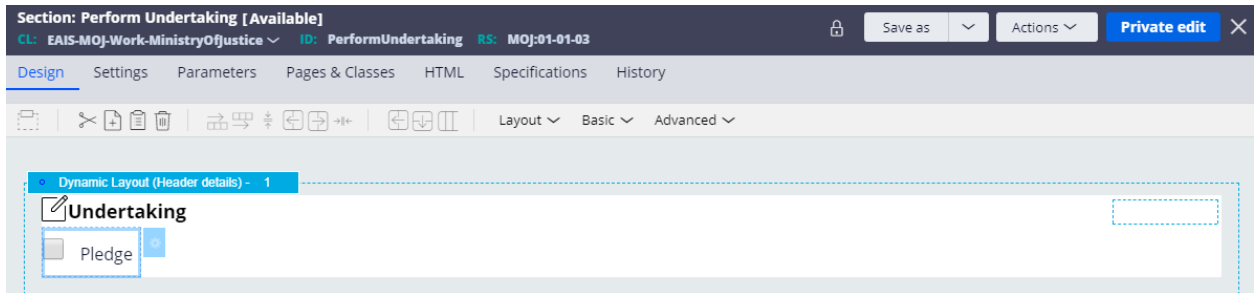 Section: Perform Undertaking [Available]
CL: EAIS-MOJ-Work-MinistryOfJustice ID: PerformUndertaking RS: MOJ:01-01-03
Save as Actions Private edit
Design Settings Parameters Pages & Classes HTML Specifications History
Layout Basic Advanced
Dynamic Layout (Header details) - 1
Undertaking
Pledge